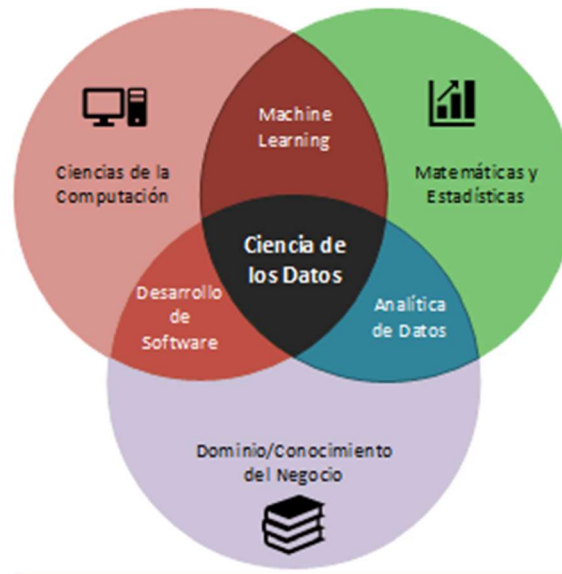 Machine
Learning
Ciencias de la
Computación
Matemáticas y
Estadísticas
Ciencia de
los Datos
Desarrollo
de
Software
Analítica
de Datos
Dominio/Conocimiento
del Negocio